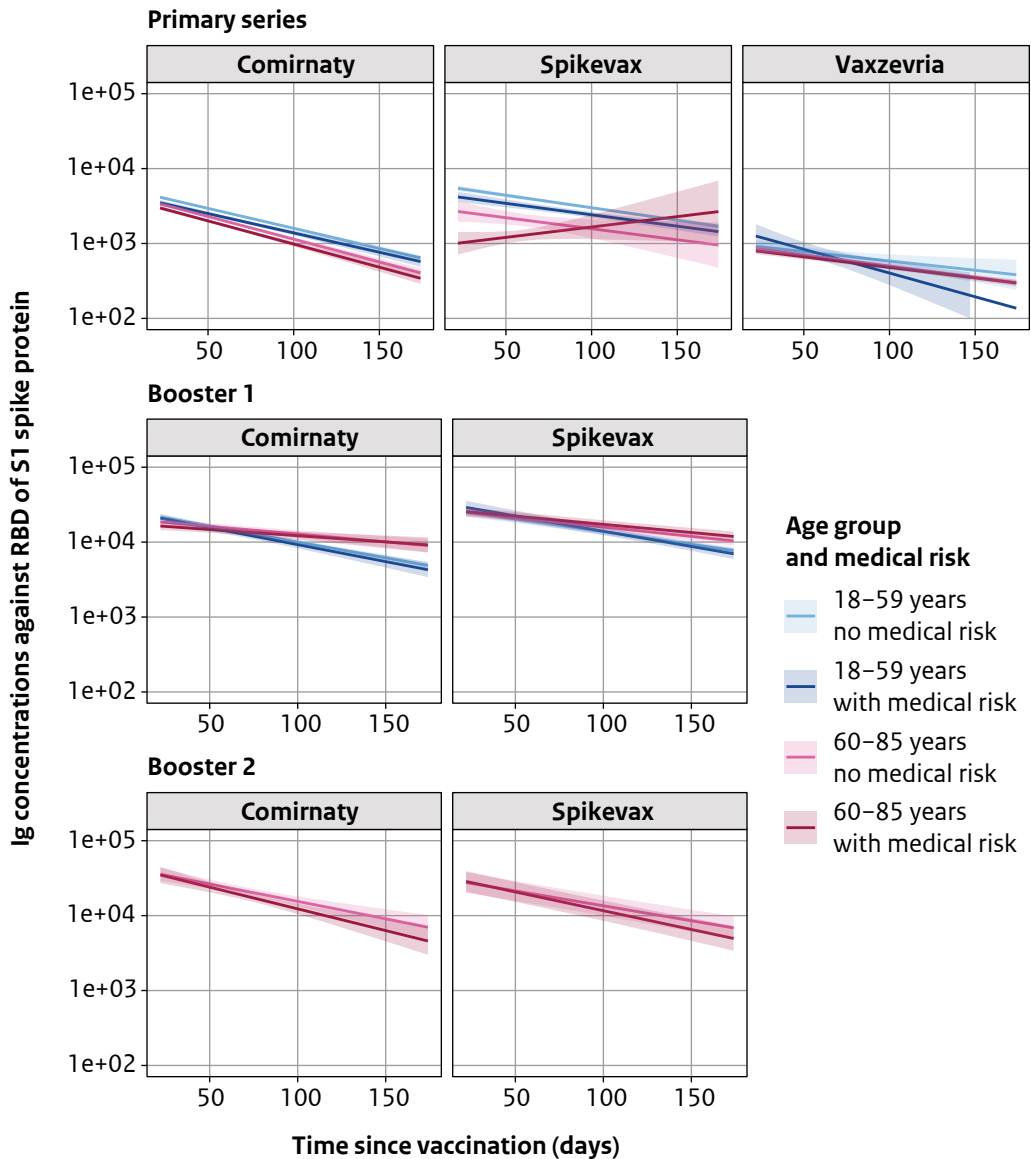 Primary series
Comirnaty
Spikevax
Vaxzevria
1e+05
1e+04
1e+03
1e+02
50
100
150
50
100
150
50
100
150
Booster 1
Comirnaty
Spikevax
1e+05
1e+04
1e+03
1e+02
50
100
150
50
100
150
Booster 2
Comirnaty
Spikevax
1e+05
1e+04
1e+03
1e+02
50
100
150
50
100
150
Time since vaccination (days)
Ig concentrations against RBD of S1 spike protein
Age group
and medical risk
18–59 years
no medical risk
18–59 years
with medical risk
60–85 years
no medical risk
60–85 years
with medical risk